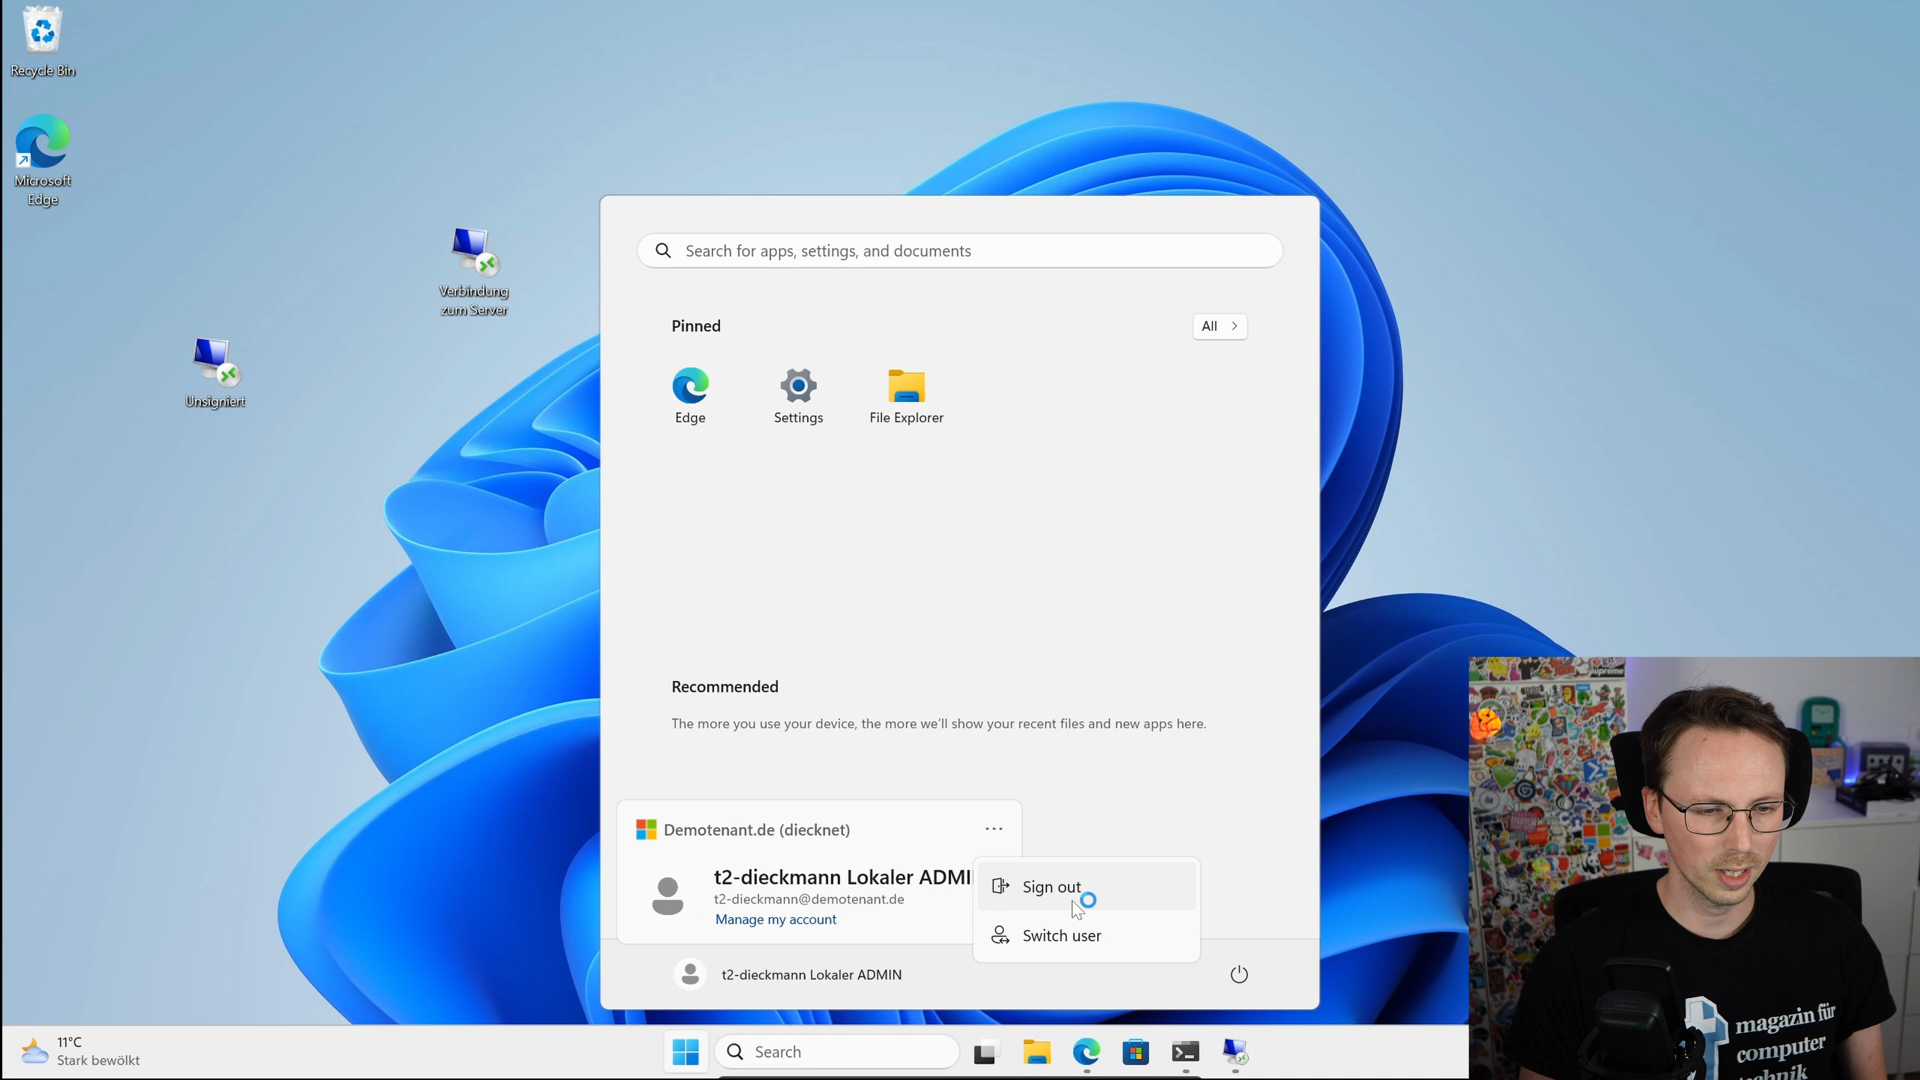 Recycle Bin
Microsoft
Edge
Verbindung
zum Server
Unsigniert
Search for apps, settings, and documents
Pinned
All
Edge
Settings
File Explorer
Recommended
The more you use your device, the more we'll show your recent files and new apps here.
Demotenant.de (diecknet)
t2-dieckmann Lokaler ADMI
t2-dieckmann@demotenant.de
Manage my account
Sign out
Switch user
t2-dieckmann Lokaler ADMIN
11°C
Stark bewölkt
Search
magazin für
computer
technik